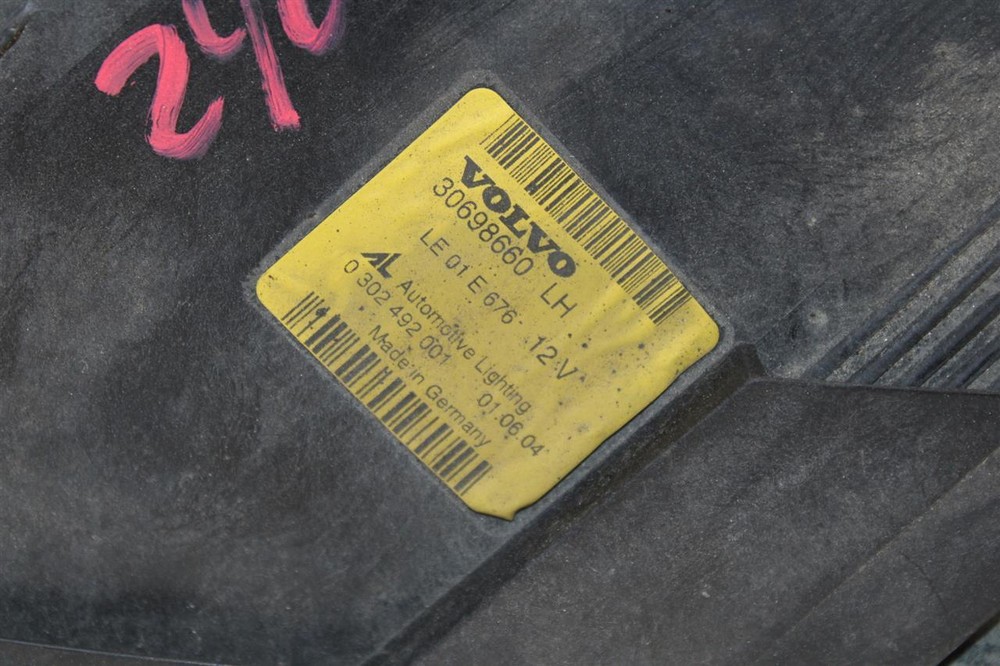 VOLVO
30698660 LH
LE 01 E 676 12 V
AL Automotive Lighting
0 302 492 001 01.06.04
Made in Germany